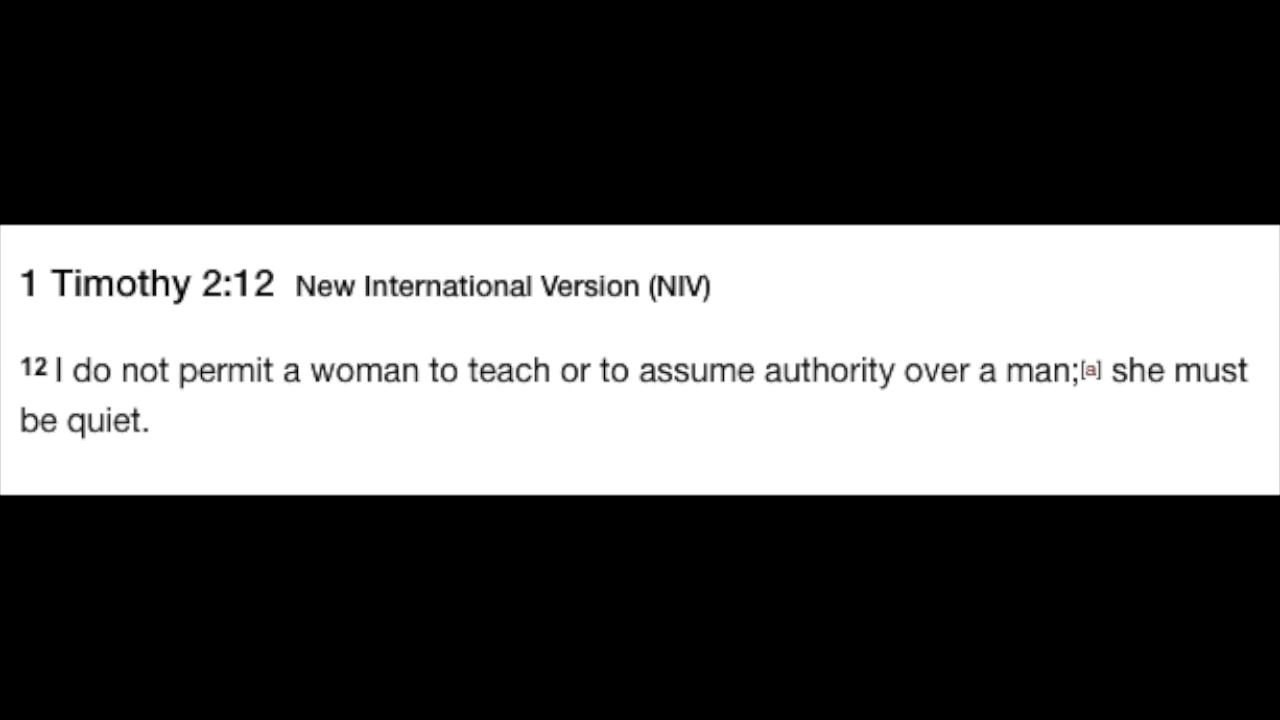 1 Timothy 2:12 New International Version (NIV)
12 I do not permit a woman to teach or to assume authority over a man;[a] she must
be quiet.